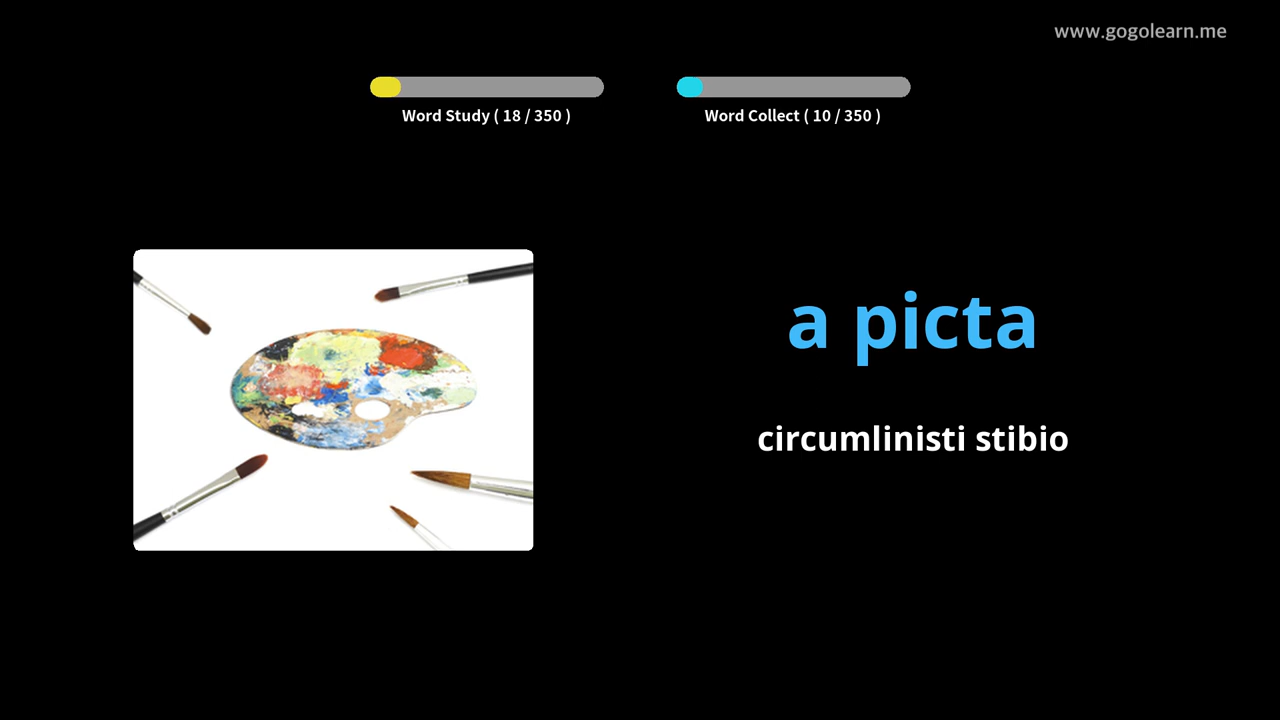 www.gogolearn.me
Word Study ( 18 / 350 )
Word Collect ( 10 / 350 )
a picta
circumlinisti stibio